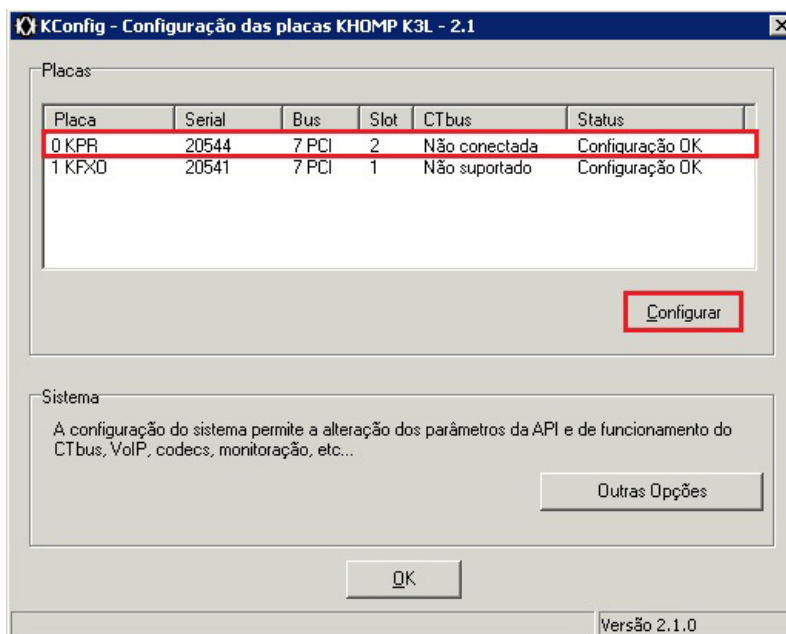 KConfig - Configuração das placas KHOMP K3L - 2.1
Placas
Placa Serial Bus Slot CTbus Status
0 KPR 20544 7 PCI 2 Não conectada Configuração OK
1 KFXO 20541 7 PCI 1 Não suportado Configuração OK
Configurar
Sistema
A configuração do sistema permite a alteração dos parâmetros da API e de funcionamento do
CTbus, VoIP, codecs, monitoração, etc...
Outras Opções
OK
Versão 2.1.0